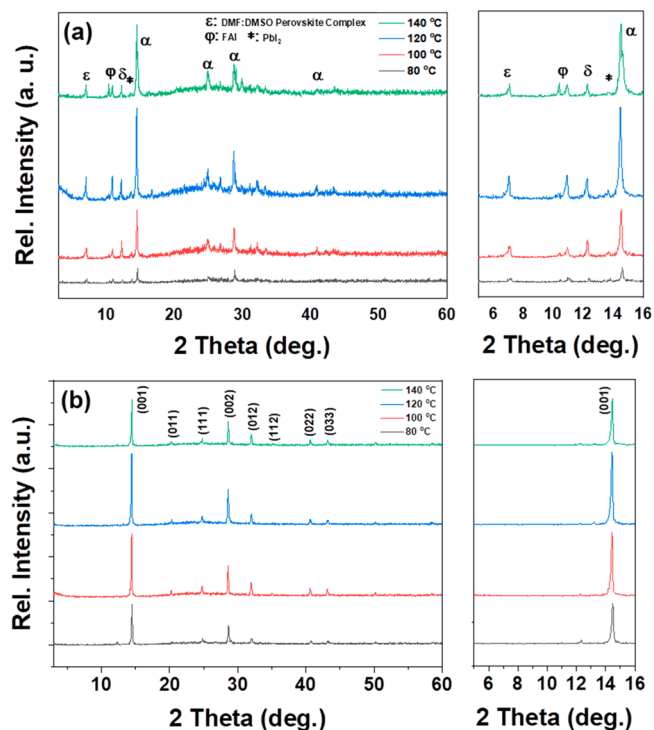 (a)
ε: DMF:DMSO Perovskite Complex
φ: FAI *: PbI₂
140 °C
120 °C
100 °C
80 °C
ε
φ
δ
*
α
α
α
α
Rel. Intensity (a. u.)
10 20 30 40 50 60
2 Theta (deg.)
ε
φ
δ
*
α
5 6 8 10 12 14 16
2 Theta (deg.)
(b)
140 °C
120 °C
100 °C
80 °C
(001)
(011)
(111)
(002)
(012)
(112)
(022)
(033)
Rel. Intensity (a.u.)
10 20 30 40 50 60
2 Theta (deg.)
(001)
5 6 8 10 12 14 16
2 Theta (deg.)